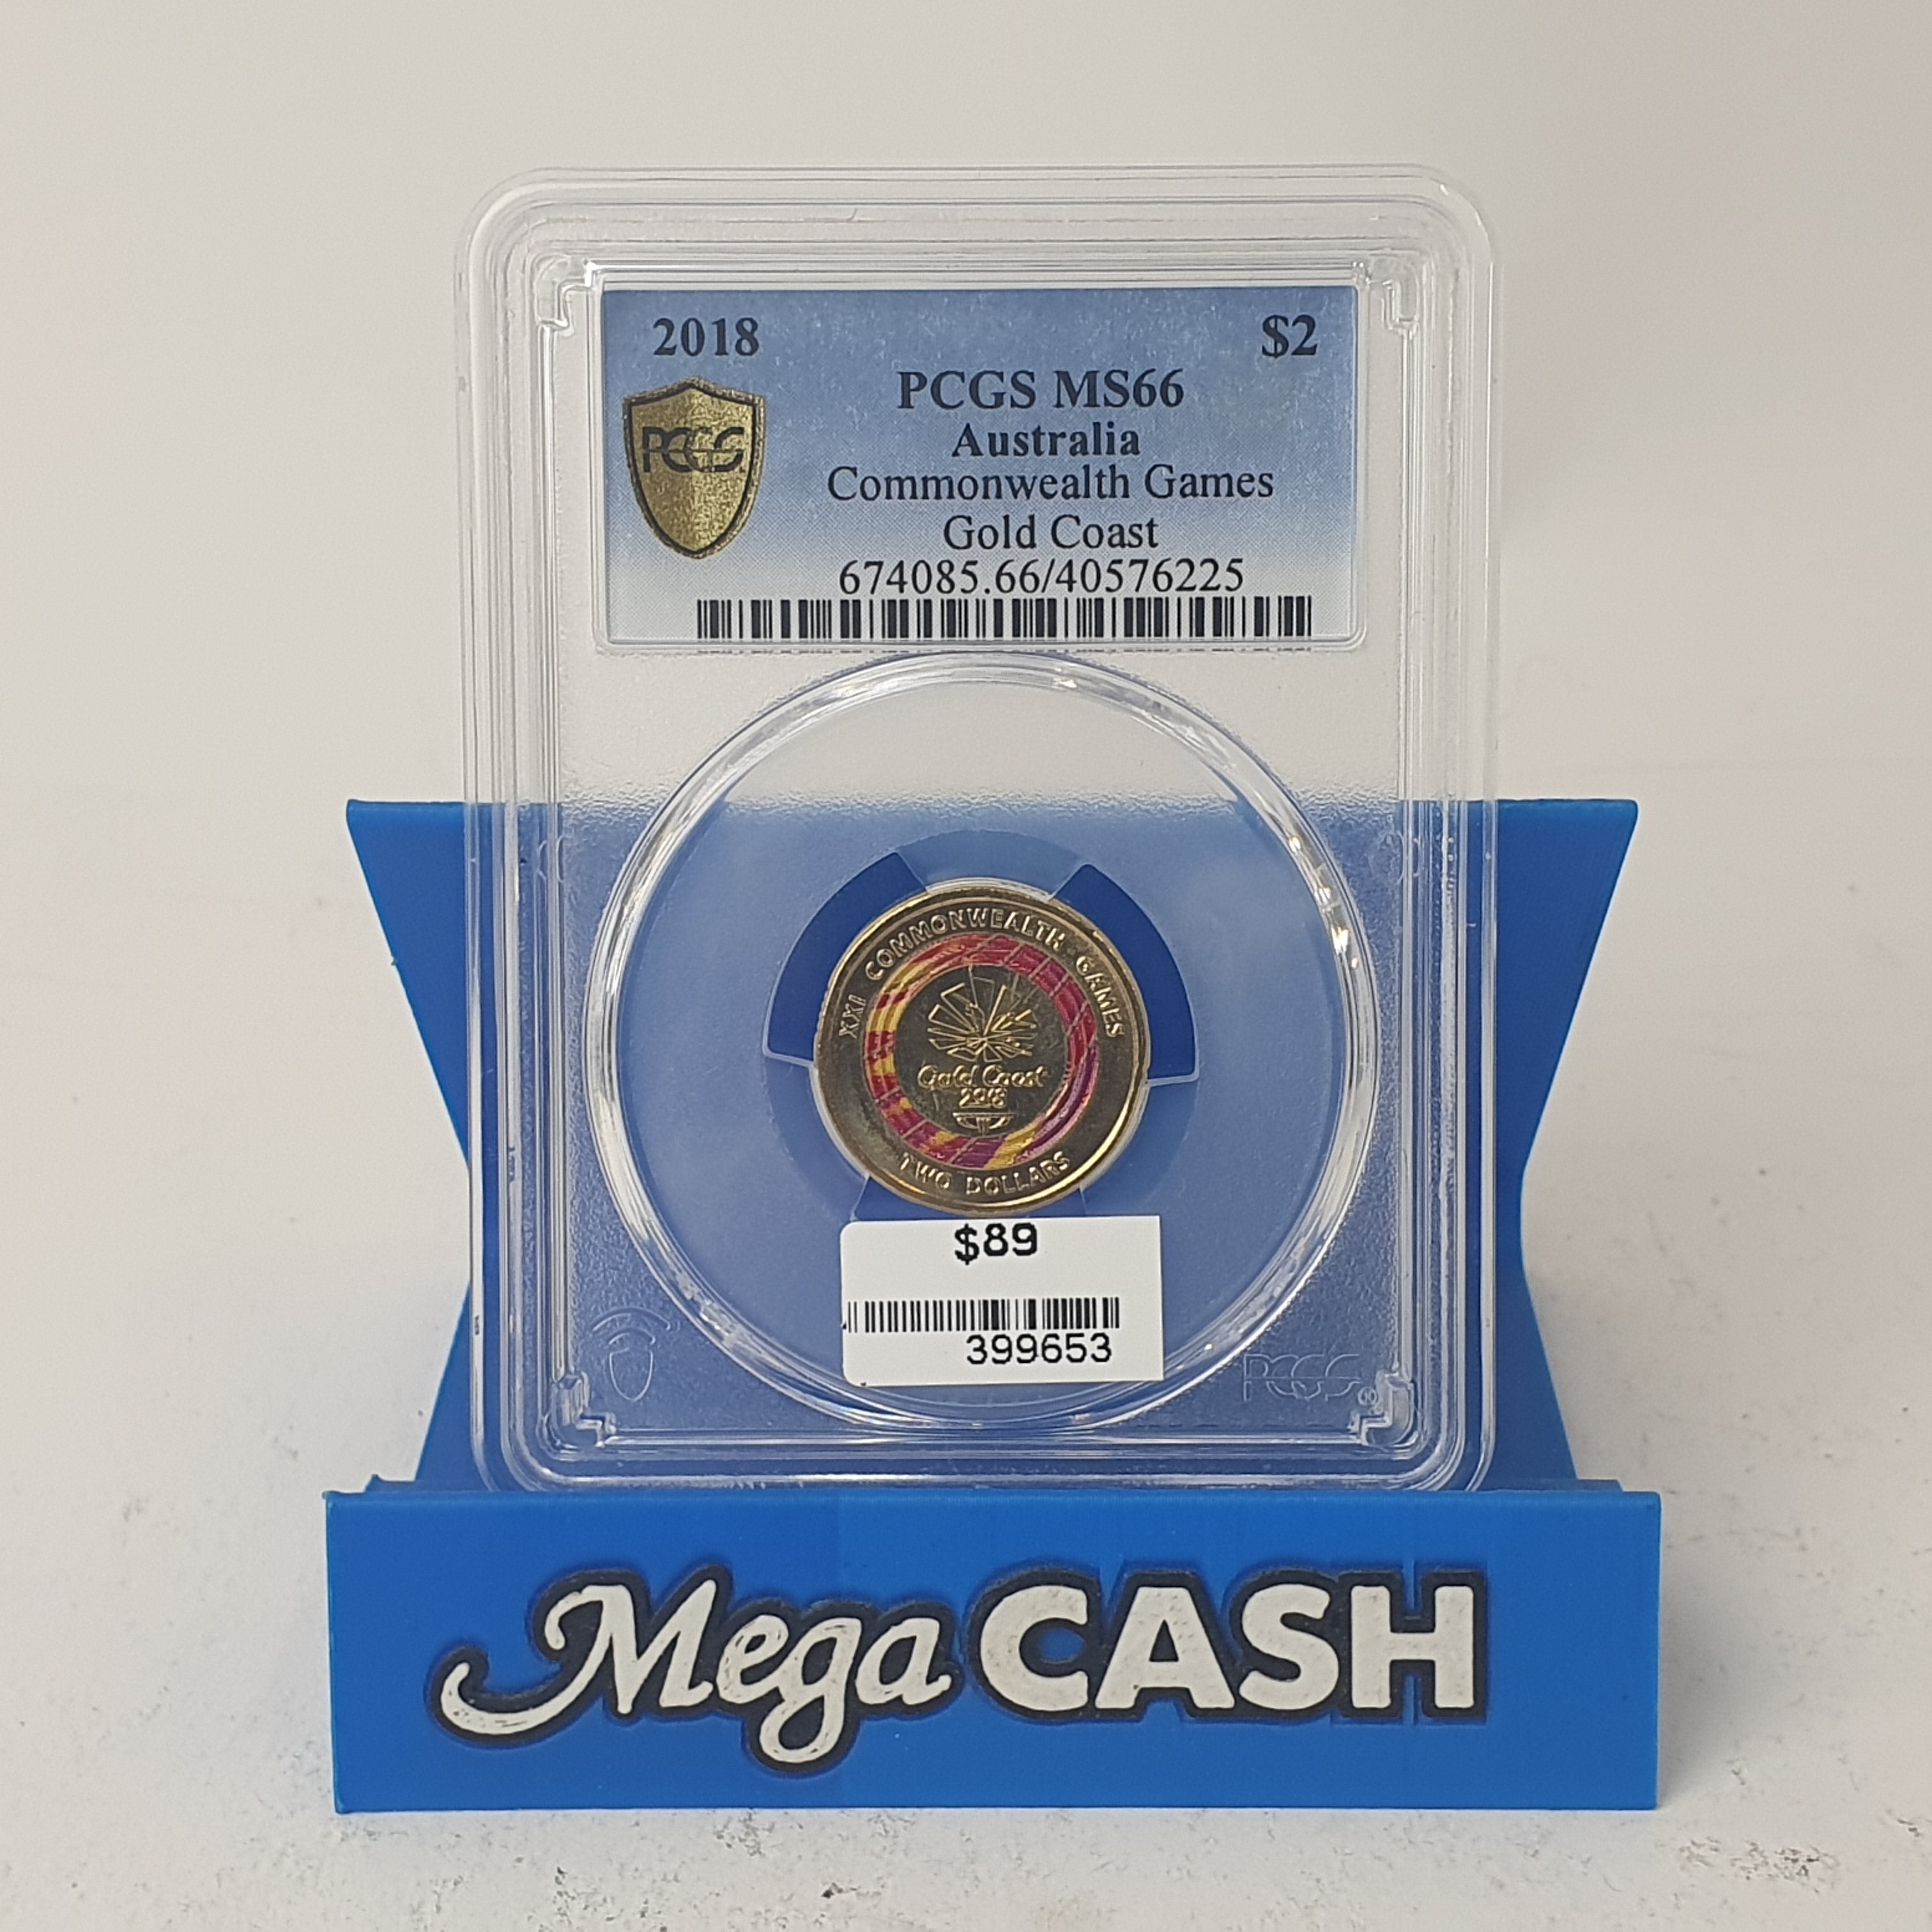 2018 $2
PCGS MS66
PCGS
Australia
Commonwealth Games
Gold Coast
674085.66/40576225
XXI COMMONWEALTH GAMES
Gold Coast
2018
TWO DOLLARS
$89
399653
PCGS
Mega CASH